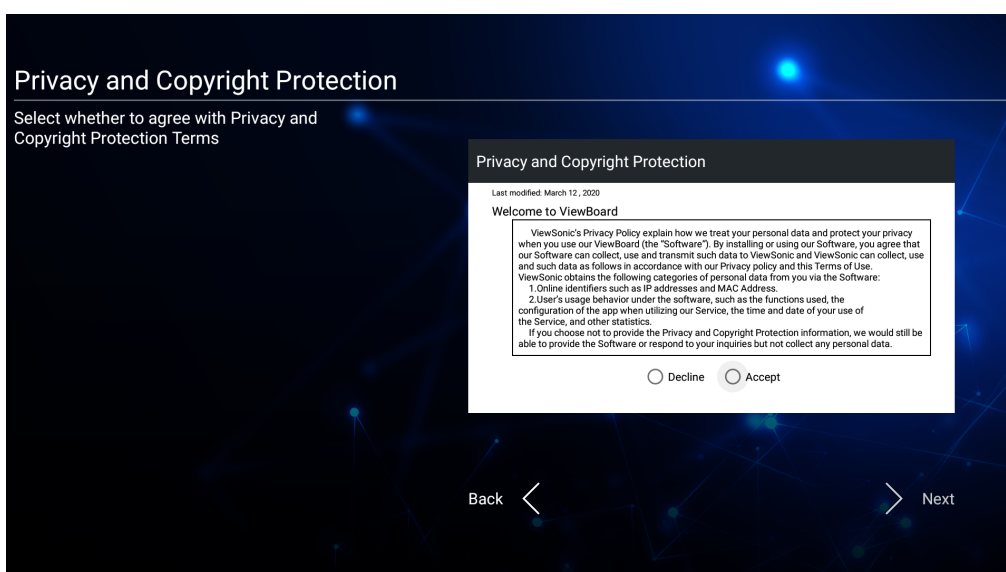 Privacy and Copyright Protection
Select whether to agree with Privacy and
Copyright Protection Terms
Privacy and Copyright Protection
Last modified: March 12 , 2020
Welcome to ViewBoard
ViewSonic's Privacy Policy explain how we treat your personal data and protect your privacy
when you use our ViewBoard (the “Software”). By installing or using our Software, you agree that
our Software can collect, use and transmit such data to ViewSonic and ViewSonic can collect, use
and such data as follows in accordance with our Privacy policy and this Terms of Use.
ViewSonic obtains the following categories of personal data from you via the Software:
1.Online identifiers such as IP addresses and MAC Address.
2.User's usage behavior under the software, such as the functions used, the
configuration of the app when utilizing our Service, the time and date of your use of
the Service, and other statistics.
If you choose not to provide the Privacy and Copyright Protection information, we would still be
able to provide the Software or respond to your inquiries but not collect any personal data.
Decline Accept
Back Next